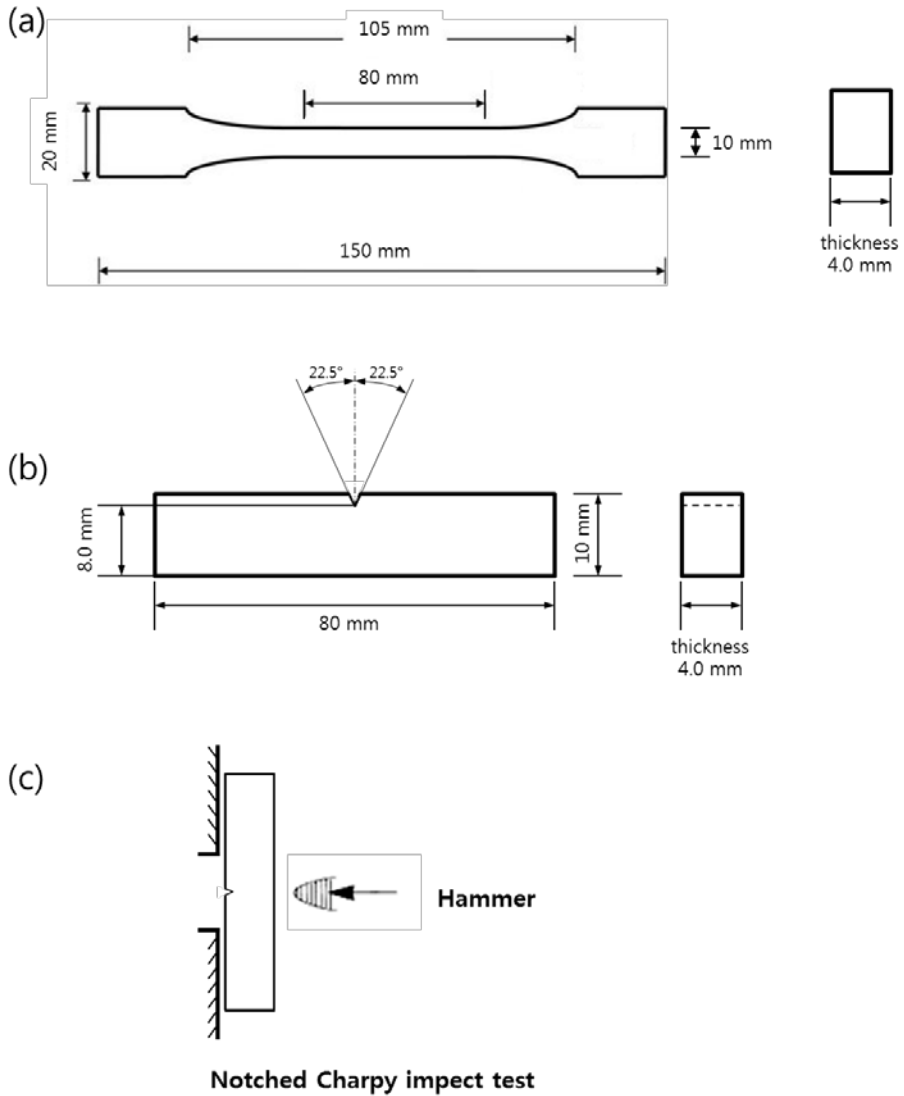 (a)
105 mm
80 mm
20 mm
10 mm
150 mm
thickness
4.0 mm
22.5°
22.5°
(b)
8.0 mm
10 mm
80 mm
thickness
4.0 mm
(c)
Hammer
Notched Charpy impect test